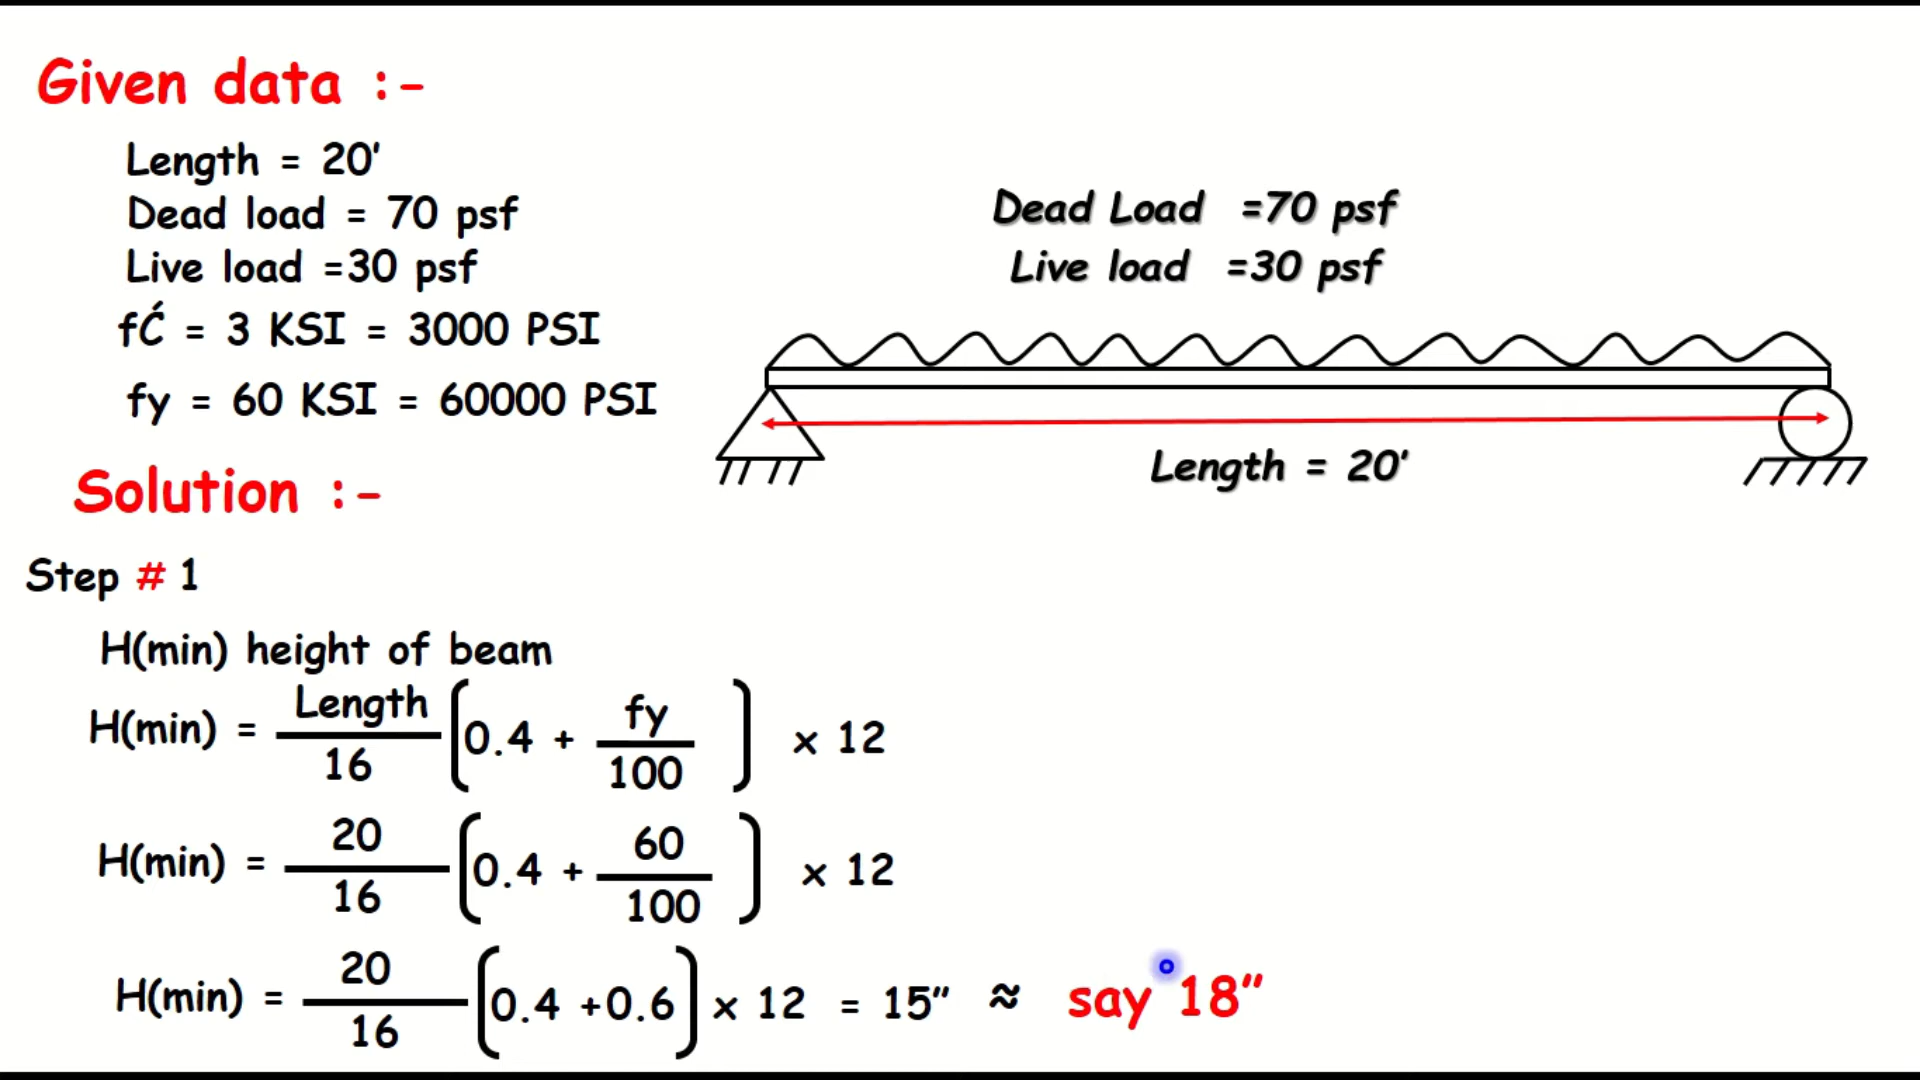 Given data :-
Length = 20'
Dead load = 70 psf
Live load =30 psf
fĆ = 3 KSI = 3000 PSI
fy = 60 KSI = 60000 PSI
Dead Load =70 psf
Live load =30 psf
Length = 20'
Solution :-
Step # 1
H(min) height of beam
H(min) = Length/16 (0.4 + fy/100) x 12
H(min) = 20/16 (0.4 + 60/100) x 12
H(min) = 20/16 (0.4 +0.6) x 12 = 15" ≈ say 18"